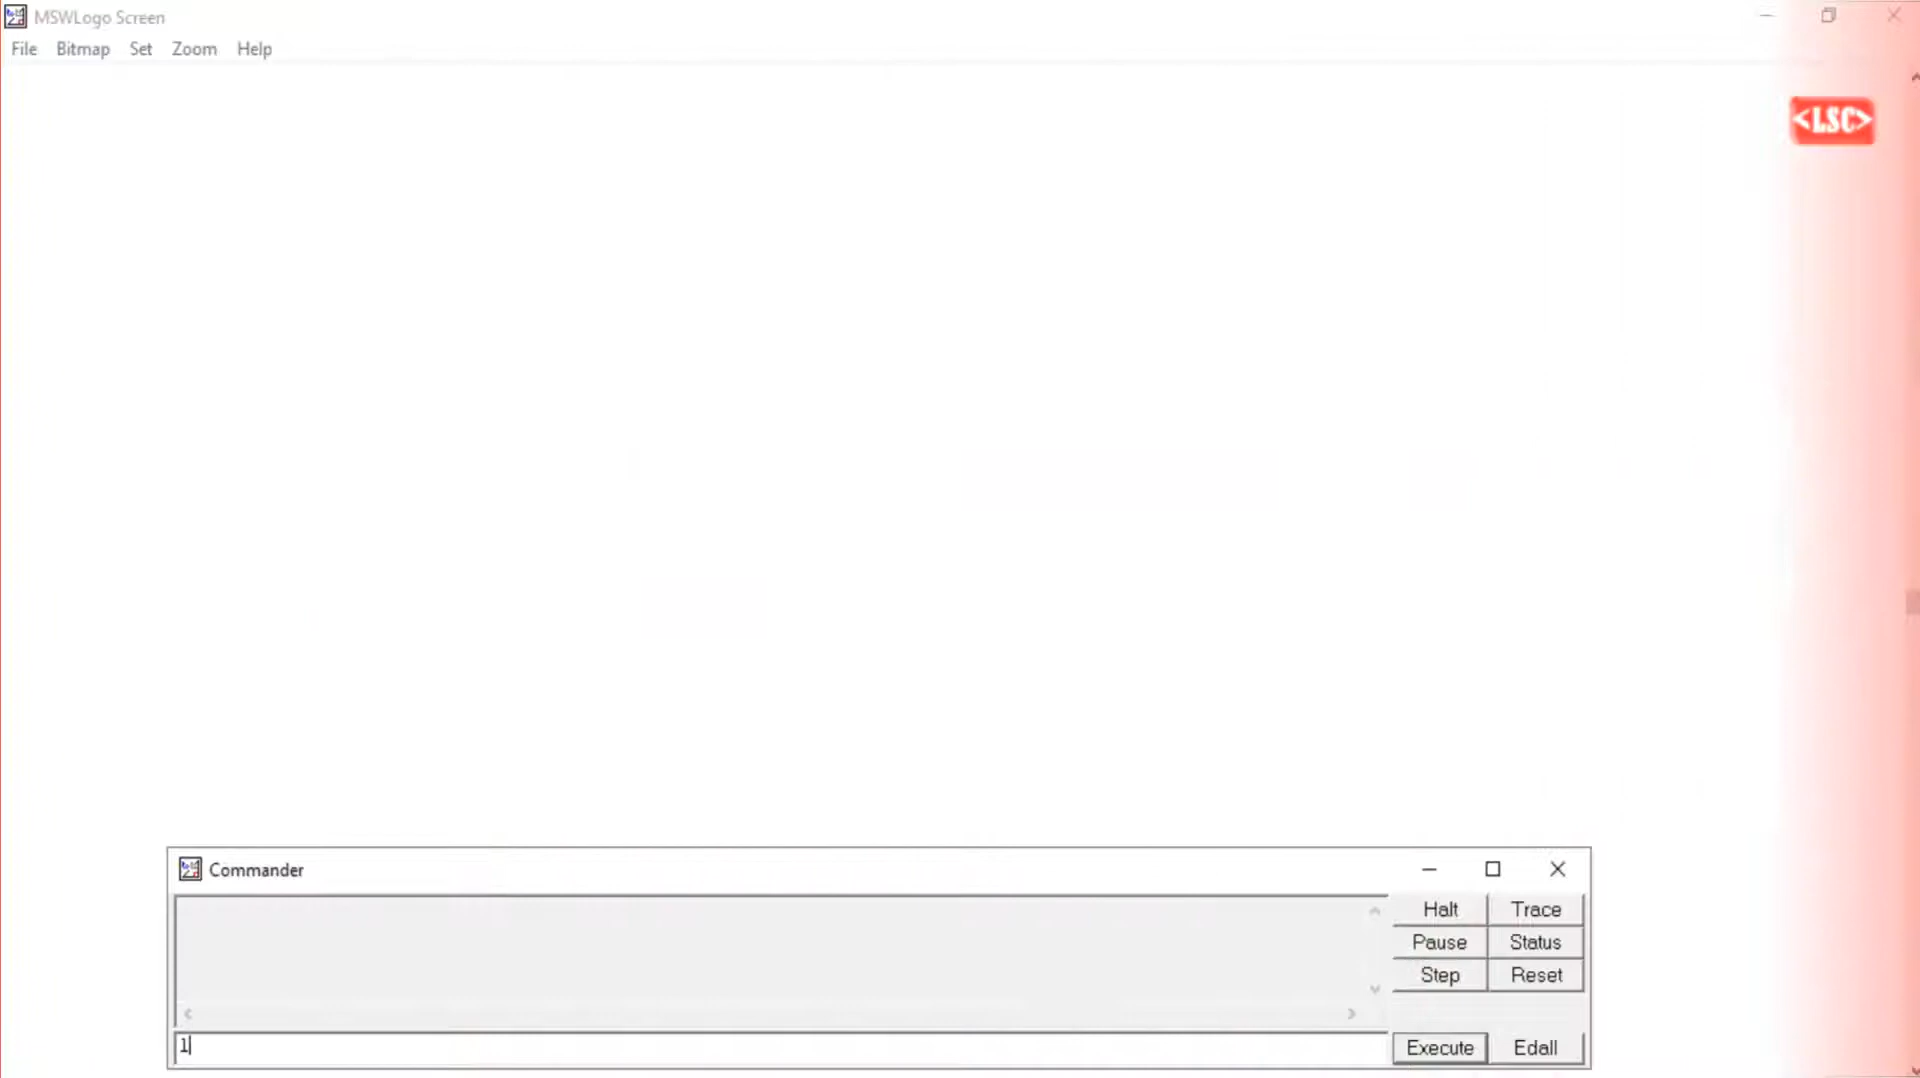 MSWLogo Screen
File Bitmap Set Zoom Help
<LSC>
Commander
Halt Trace
Pause Status
Step Reset
1
Execute Edall